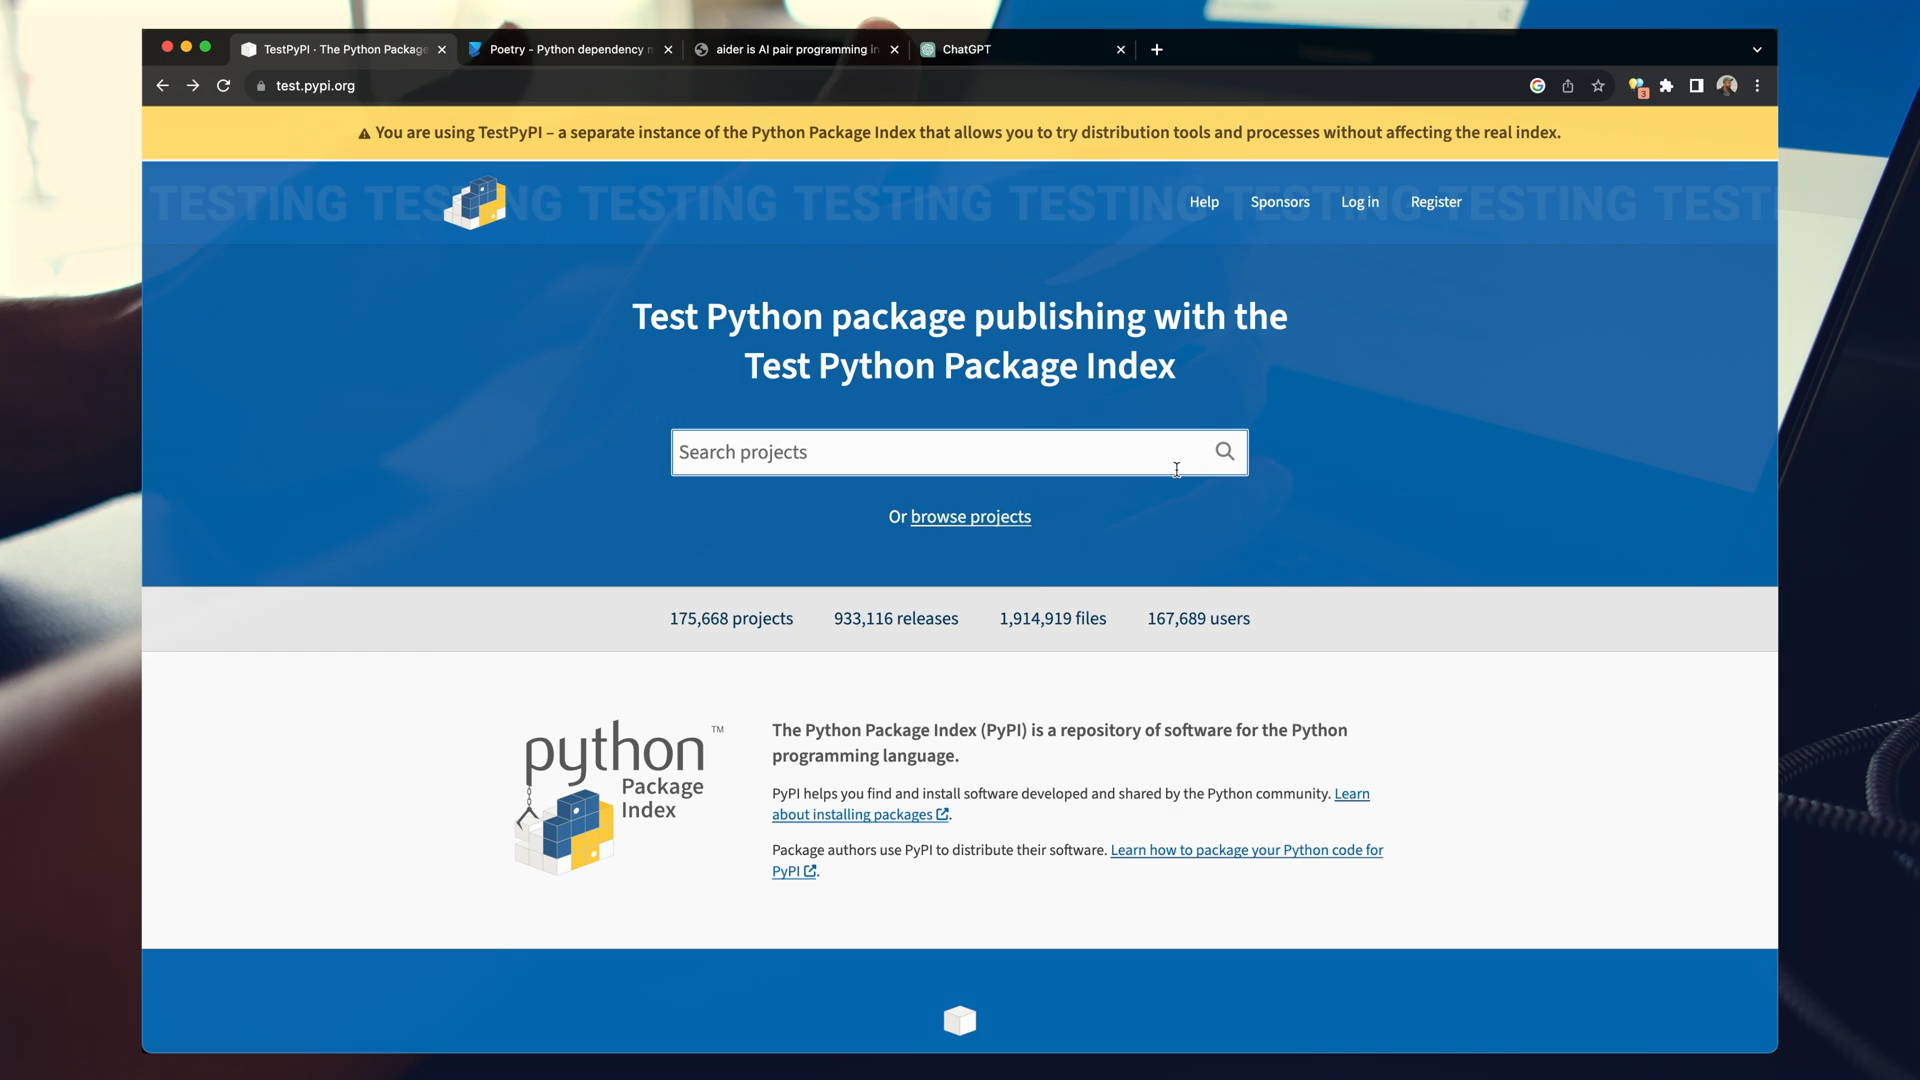 TestPyPI · The Python Package
Poetry - Python dependency m
aider is AI pair programming in
ChatGPT
test.pypi.org
3
You are using TestPyPI – a separate instance of the Python Package Index that allows you to try distribution tools and processes without affecting the real index.
TESTING TESTING TESTING TESTING TESTING TESTING TESTING TEST
Help Sponsors Log in Register
Test Python package publishing with the
Test Python Package Index
Search projects
Or browse projects
175,668 projects 933,116 releases 1,914,919 files 167,689 users
python™
Package
Index
The Python Package Index (PyPI) is a repository of software for the Python
programming language.
PyPI helps you find and install software developed and shared by the Python community. Learn
about installing packages.
Package authors use PyPI to distribute their software. Learn how to package your Python code for
PyPI.